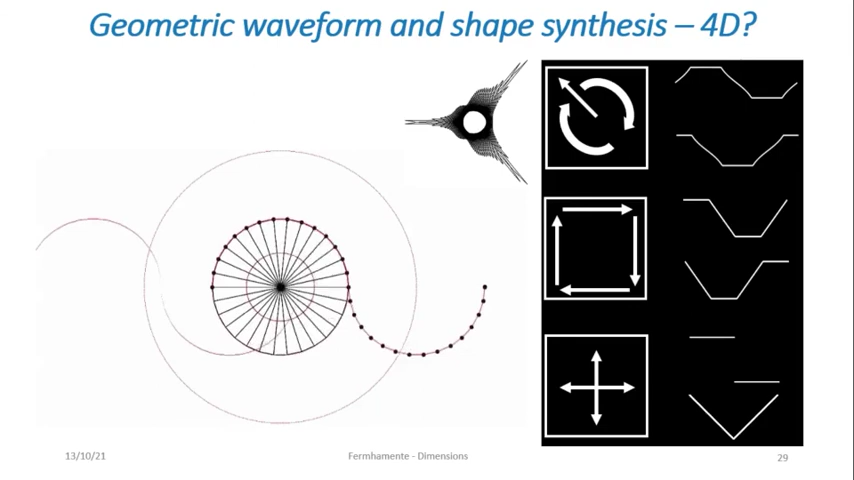 Geometric waveform and shape synthesis – 4D?
13/10/21
Fermhamente - Dimensions
29